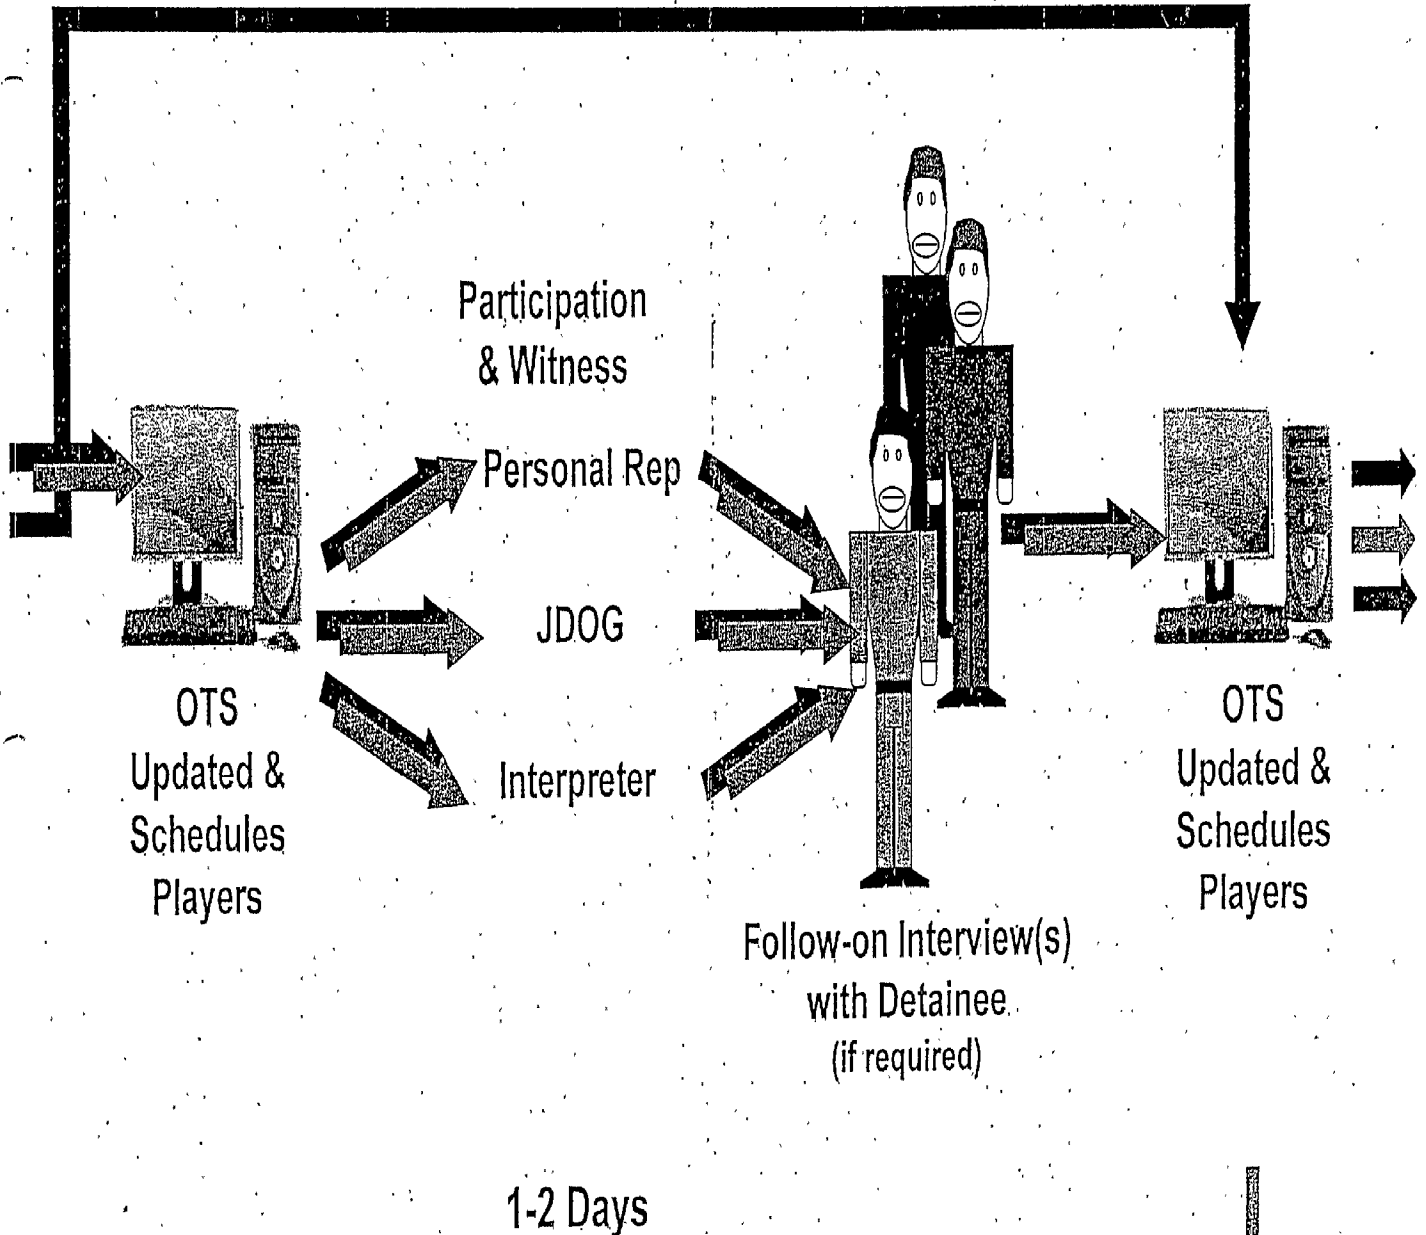 Participation
& Witness
Personal Rep
JDOG
Interpreter
OTS
Updated &
Schedules
Players
Follow-on Interview(s)
with Detainee
(if required)
OTS
Updated &
Schedules
Players
1-2 Days